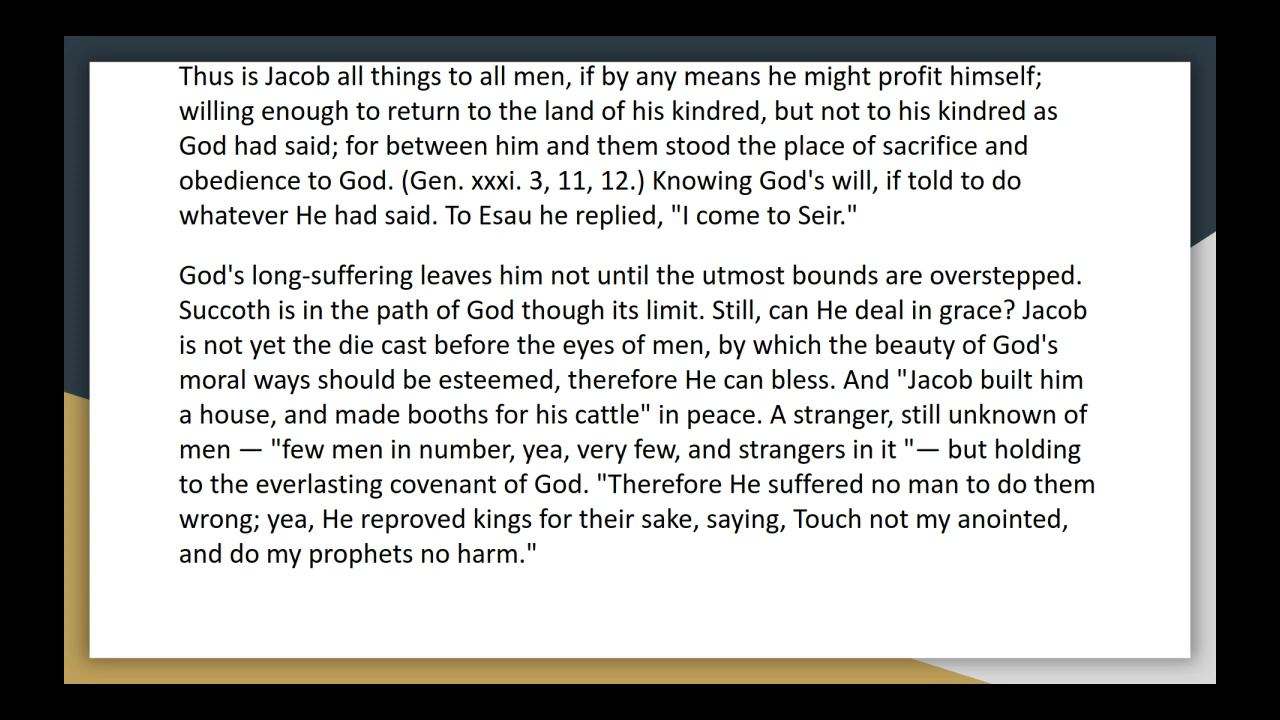 Thus is Jacob all things to all men, if by any means he might profit himself;
willing enough to return to the land of his kindred, but not to his kindred as
God had said; for between him and them stood the place of sacrifice and
obedience to God. (Gen. xxxi. 3, 11, 12.) Knowing God's will, if told to do
whatever He had said. To Esau he replied, "I come to Seir."
God's long-suffering leaves him not until the utmost bounds are overstepped.
Succoth is in the path of God though its limit. Still, can He deal in grace? Jacob
is not yet the die cast before the eyes of men, by which the beauty of God's
moral ways should be esteemed, therefore He can bless. And "Jacob built him
a house, and made booths for his cattle" in peace. A stranger, still unknown of
men — "few men in number, yea, very few, and strangers in it "— but holding
to the everlasting covenant of God. "Therefore He suffered no man to do them
wrong; yea, He reproved kings for their sake, saying, Touch not my anointed,
and do my prophets no harm."